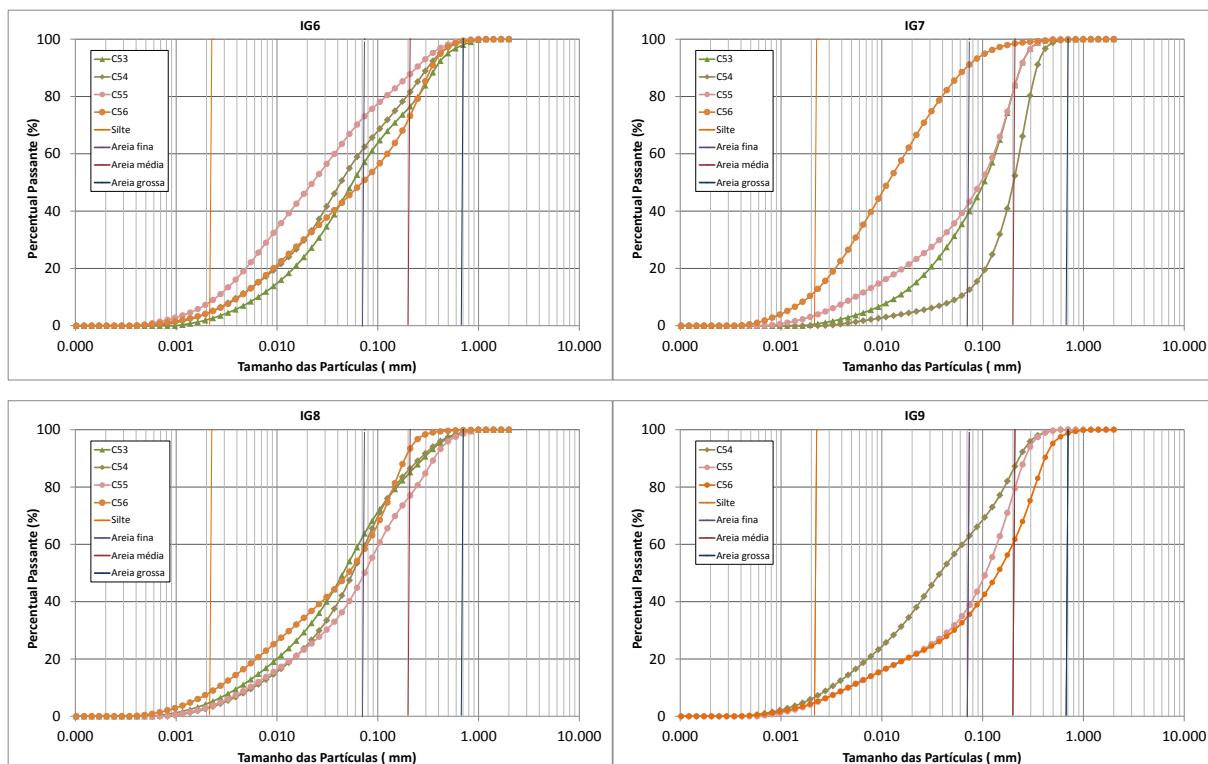 IG6
Percentual Passante (%)
100
80
60
40
20
0
C53
C54
C55
C56
Silte
Areia fina
Areia média
Areia grossa
0.000 0.001 0.010 0.100 1.000 10.000
Tamanho das Partículas ( mm)
IG7
Percentual Passante (%)
100
80
60
40
20
0
C53
C54
C55
C56
Silte
Areia fina
Areia média
Areia grossa
0.000 0.001 0.010 0.100 1.000 10.000
Tamanho das Partículas ( mm)
IG8
Percentual Passante (%)
100
80
60
40
20
0
C53
C54
C55
C56
Silte
Areia fina
Areia média
Areia grossa
0.000 0.001 0.010 0.100 1.000 10.000
Tamanho das Partículas ( mm)
IG9
Percentual Passante (%)
100
80
60
40
20
0
C54
C55
C56
Silte
Areia fina
Areia média
Areia grossa
0.000 0.001 0.010 0.100 1.000 10.000
Tamanho das Partículas ( mm)